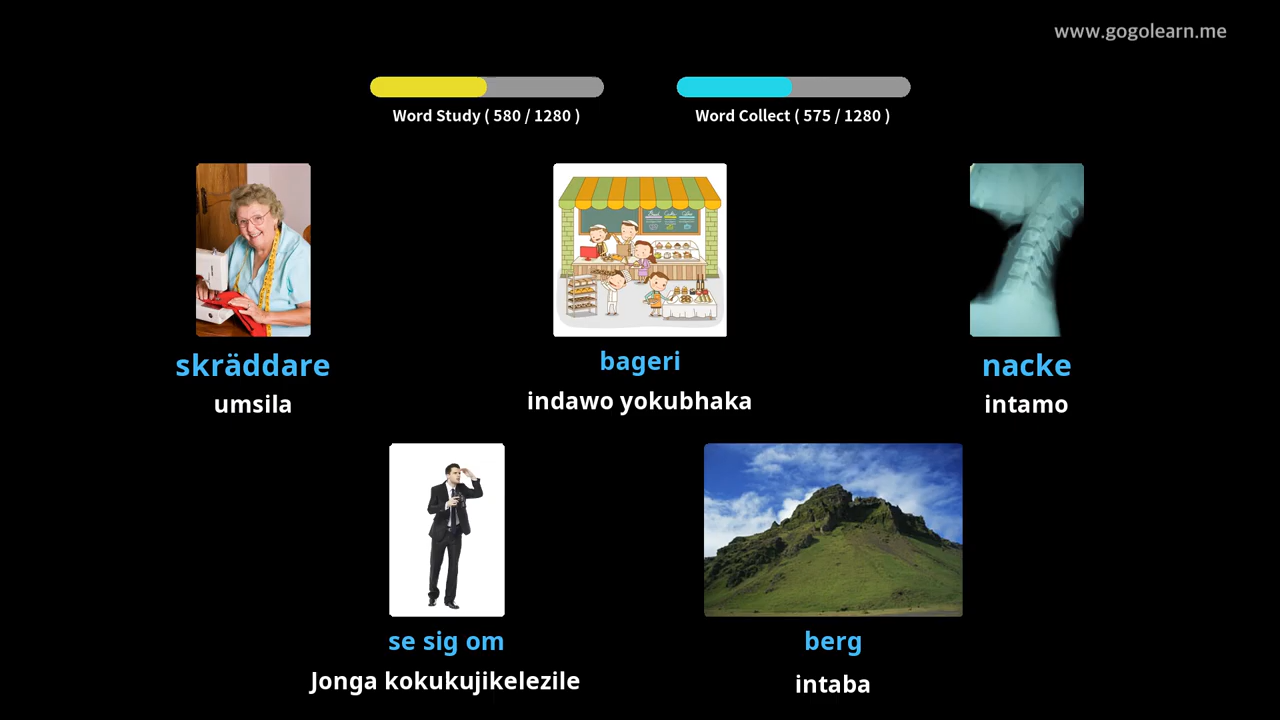 www.gogolearn.me
Word Study ( 580 / 1280 )
Word Collect ( 575 / 1280 )
skräddare
umsila
bageri
indawo yokubhaka
nacke
intamo
se sig om
Jonga kokukujikelezile
berg
intaba